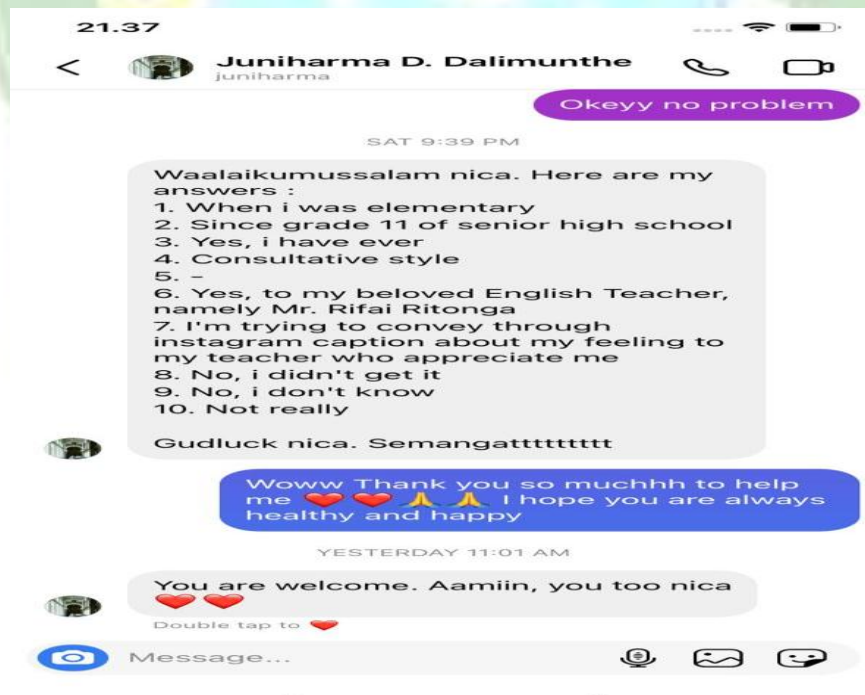 21.37
Juniharma D. Dalimunthe
juniharma
Okeyy no problem
SAT 9:39 PM
Waalaikumussalam nica. Here are my
answers :
1. When i was elementary
2. Since grade 11 of senior high school
3. Yes, i have ever
4. Consultative style
5. -
6. Yes, to my beloved English Teacher,
namely Mr. Rifai Ritonga
7. I'm trying to convey through
instagram caption about my feeling to
my teacher who appreciate me
8. No, i didn't get it
9. No, i don't know
10. Not really
Gudluck nica. Semangatttttttttt
Woww Thank you so muchhh to help
me ❤️❤️🙏🙏 I hope you are always
healthy and happy
YESTERDAY 11:01 AM
You are welcome. Aamiin, you too nica
❤️❤️
Double tap to ❤️
Message...